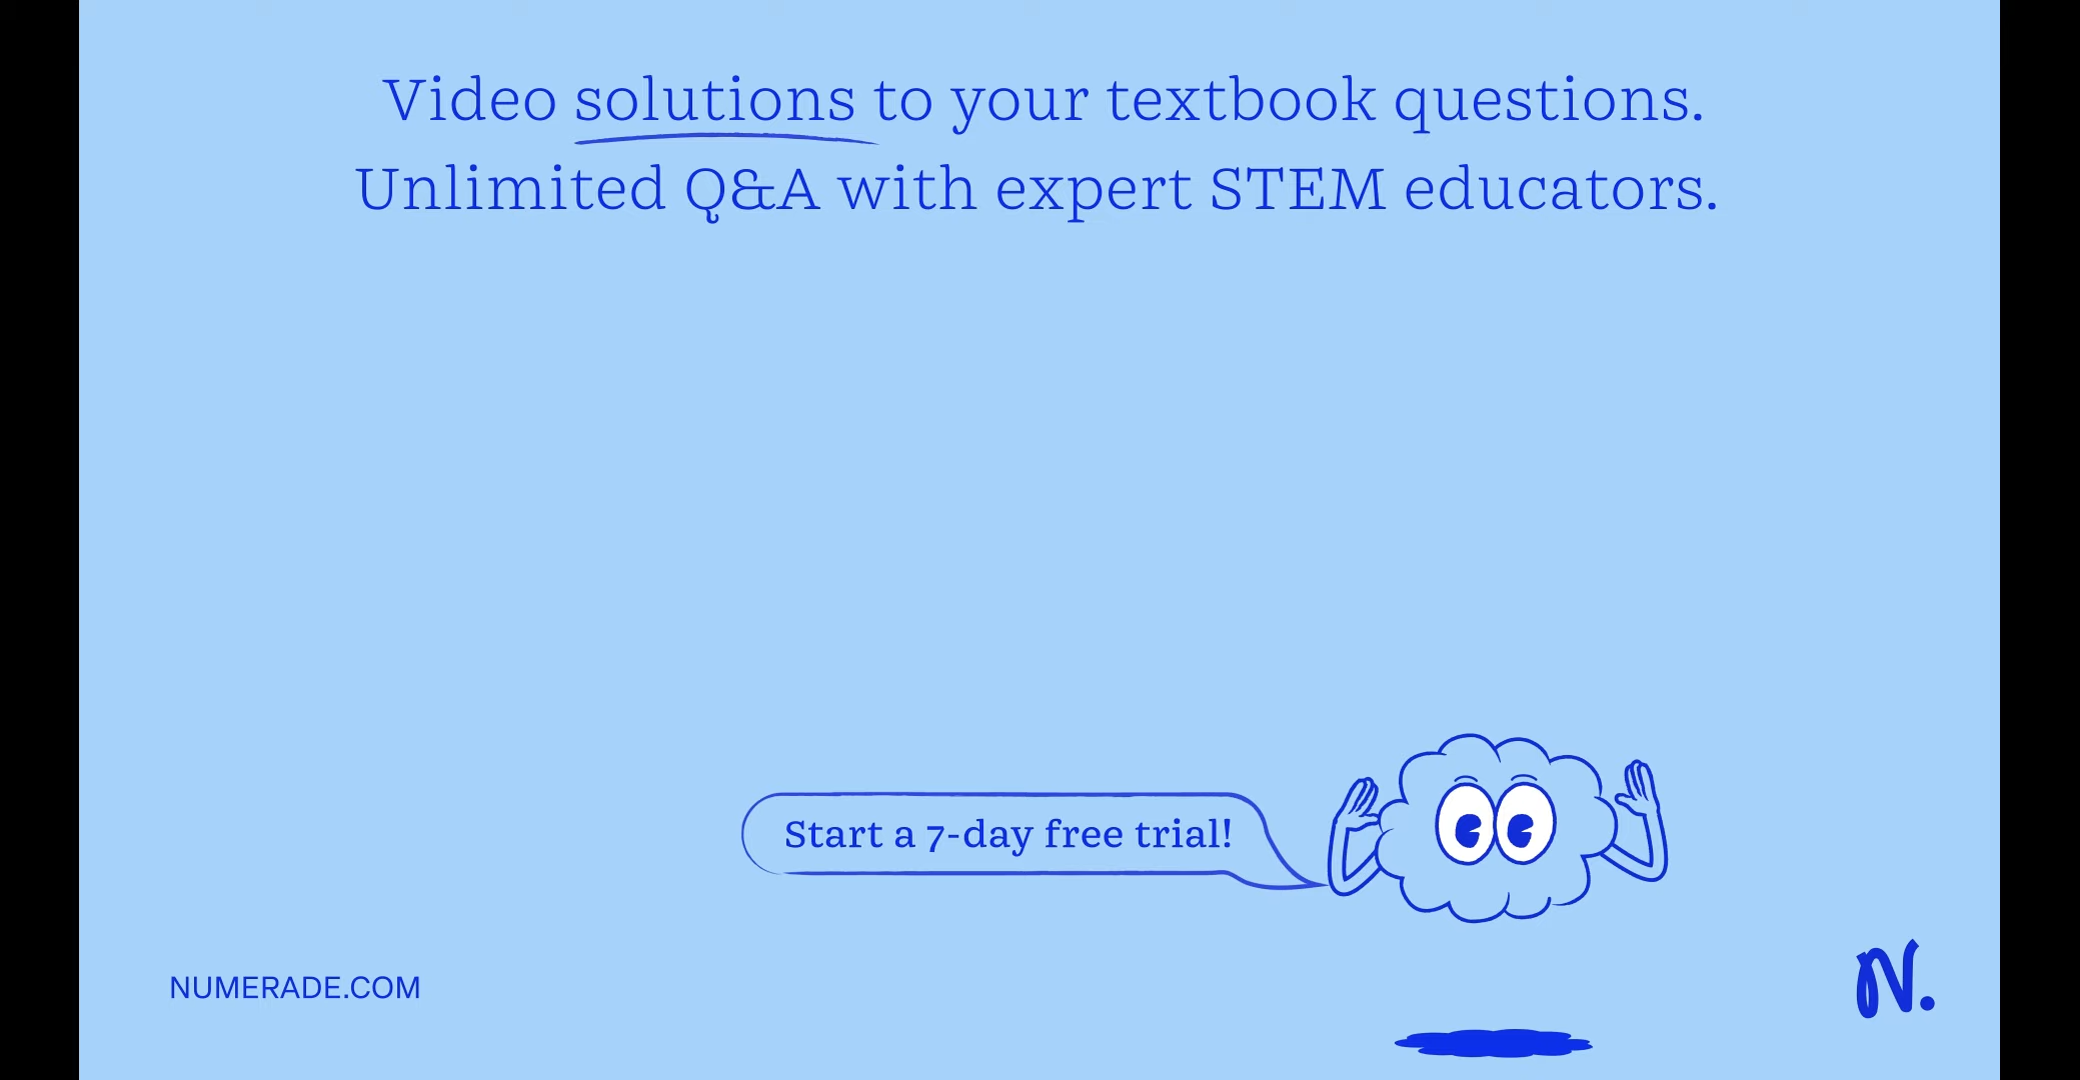 Video solutions to your textbook questions.
Unlimited Q&A with expert STEM educators.
Start a 7-day free trial!
NUMERADE.COM
N.